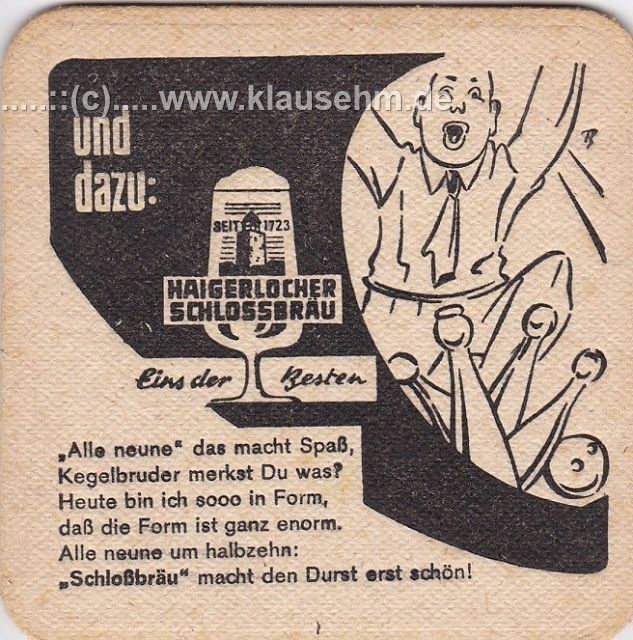 ......::(c).....www.klausehm.de
und
dazu:
SEIT 1723
HAIGERLOCHER
SCHLOSSBRÄU
Eins der Besten
„Alle neune" das macht Spaß,
Kegelbruder merkst Du was?
Heute bin ich sooo in Form,
daß die Form ist ganz enorm.
Alle neune um halbzehn:
„Schloßbräu" macht den Durst erst schön!